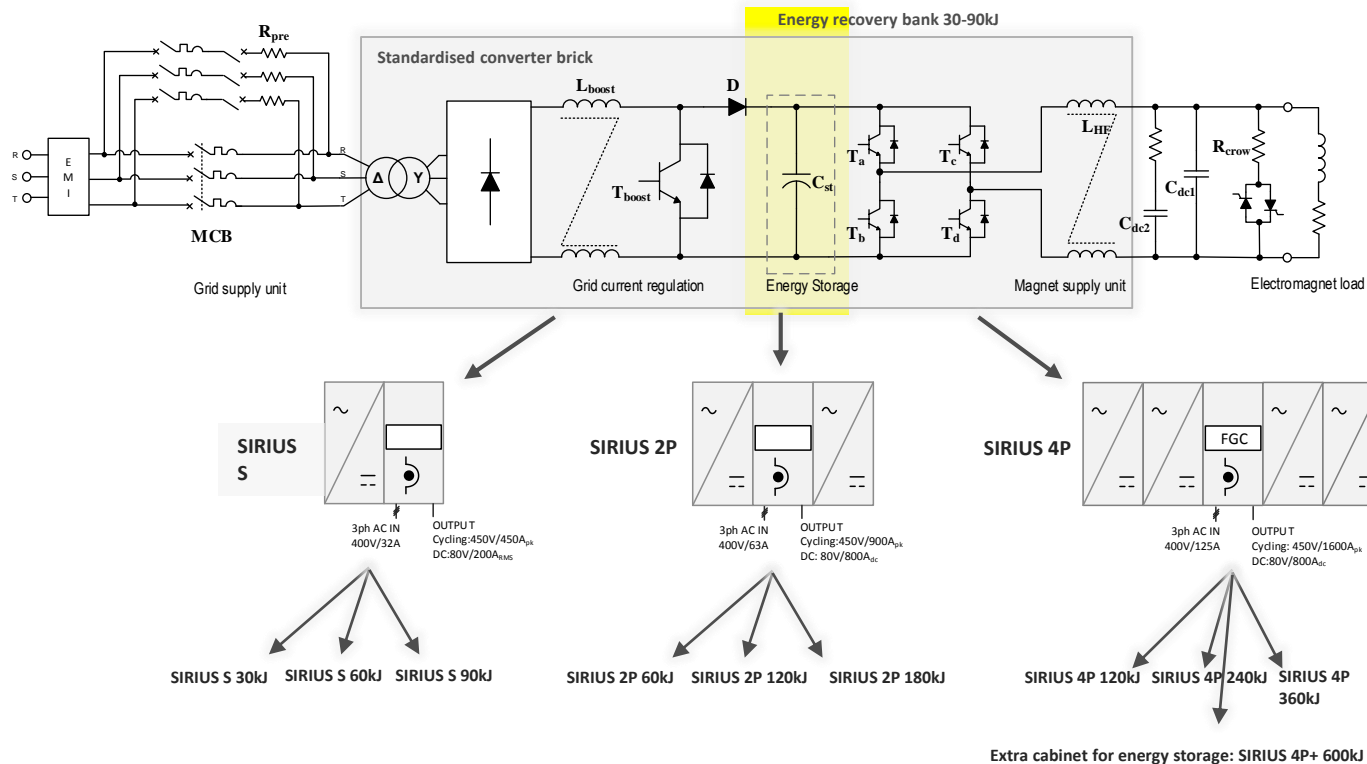 Energy recovery bank 30-90kJ
Rpre
Standardised converter brick
Lboost
D
LHF
Rcrow
E
M
I
R
S
T
R
S
T
Δ
Y
Tboost
Cst
Ta
Tc
Tb
Td
Cdc1
Cdc2
MCB
Grid supply unit
Grid current regulation
Energy Storage
Magnet supply unit
Electromagnet load
SIRIUS
S
3ph AC IN
400V/32A
OUTPUT
Cycling:450V/450Apk
DC:80V/200ARMS
SIRIUS 2P
3ph AC IN
400V/63A
OUTPUT
Cycling:450V/900Apk
DC: 80V/800Adc
SIRIUS 4P
FGC
3ph AC IN
400V/125A
OUTPUT
Cycling: 450V/1600Apk
DC:80V/800Adc
SIRIUS S 30kJ
SIRIUS S 60kJ
SIRIUS S 90kJ
SIRIUS 2P 60kJ
SIRIUS 2P 120kJ
SIRIUS 2P 180kJ
SIRIUS 4P 120kJ
SIRIUS 4P 240kJ
SIRIUS 4P
360kJ
Extra cabinet for energy storage: SIRIUS 4P+ 600kJ